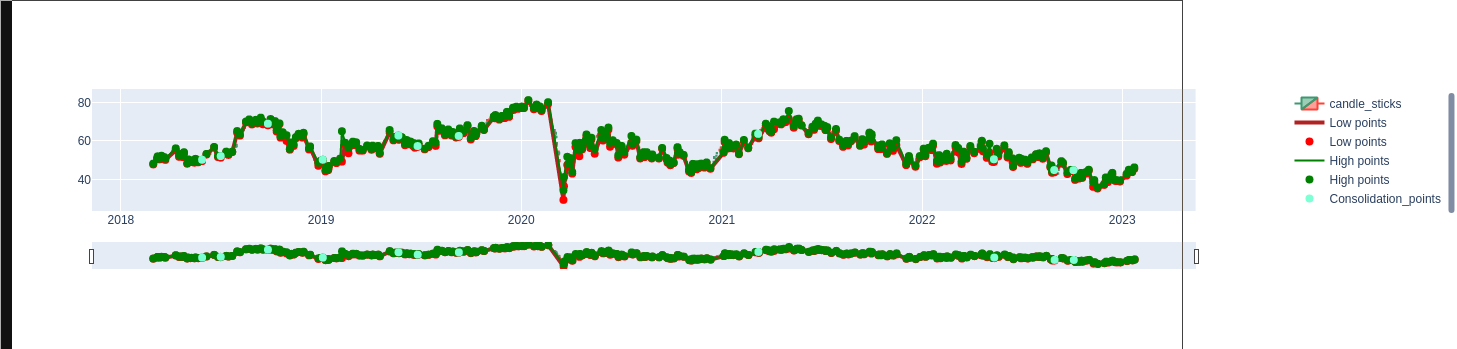 80
60
40
2018 2019 2020 2021 2022 2023
candle_sticks
Low points
Low points
High points
High points
Consolidation_points